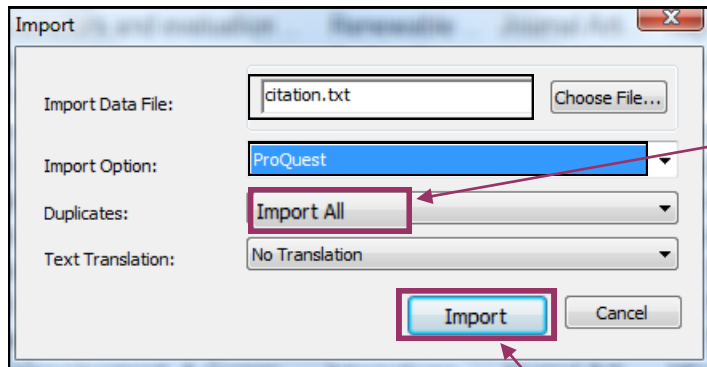 Import
Import Data File:
citation.txt
Choose File...
Import Option:
ProQuest
Duplicates:
Import All
Text Translation:
No Translation
Import
Cancel